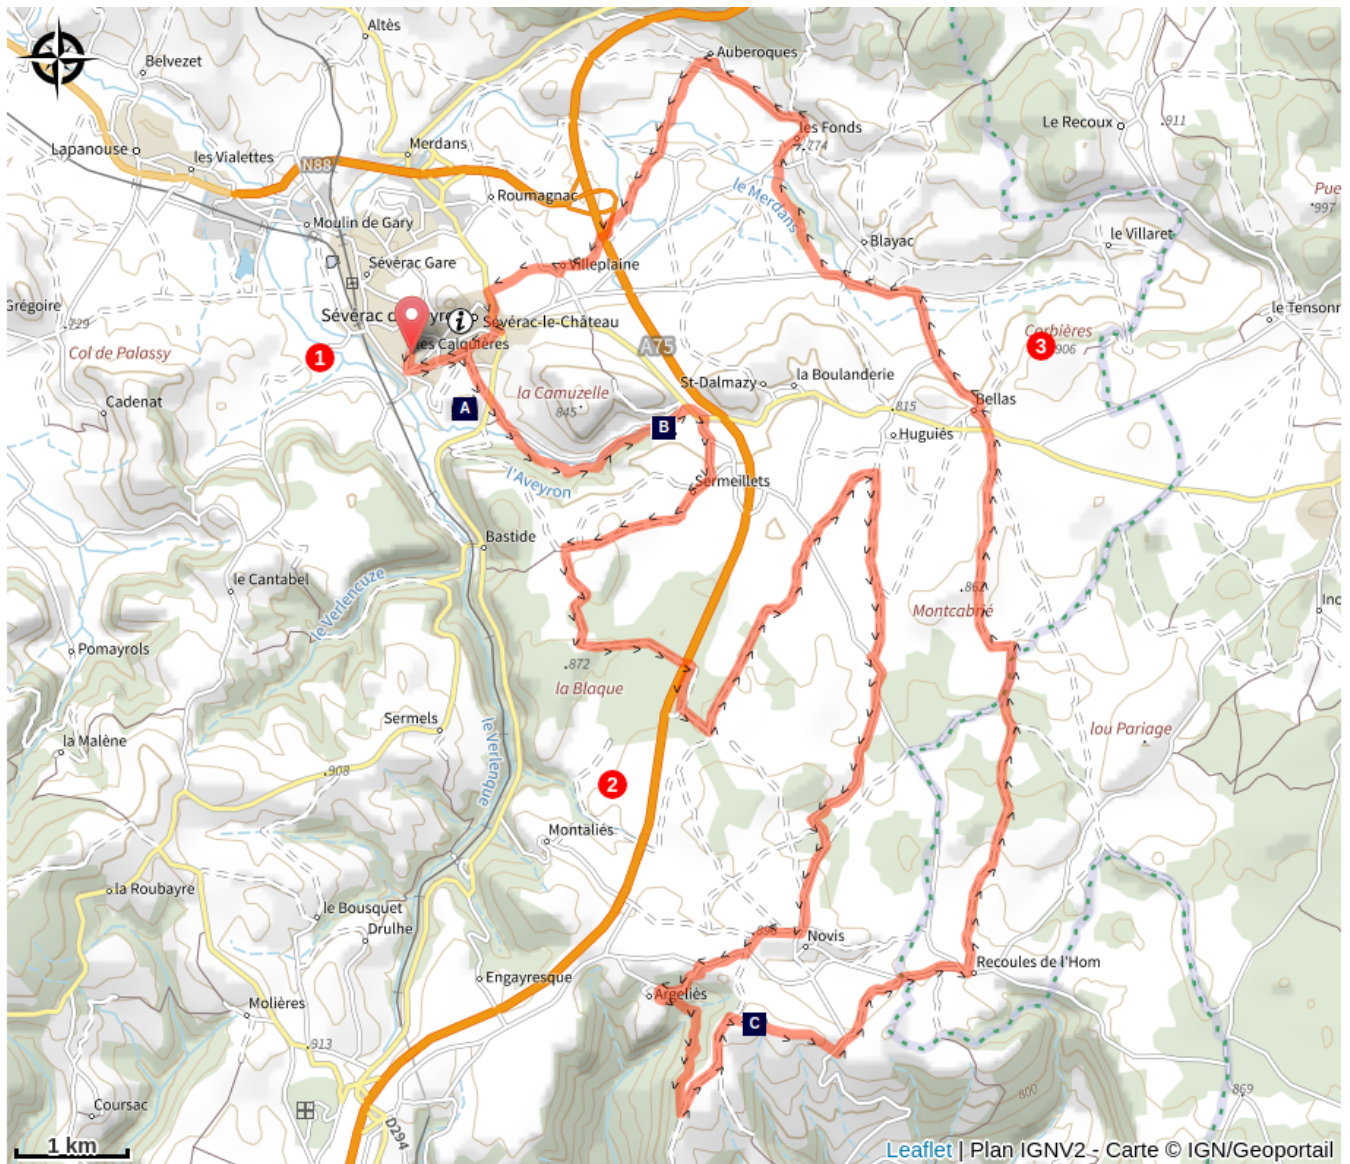 Altès
Auberoques
Belvezet
Le Recoux
911
les Fonds
774
Lapanouse
les Vialettes
Merdans
N88
Roumagnac
le Merdans
997
Moulin de Gary
Blayac
le Villaret
Sévérac Gare
Villeplaine
Grégoire
729
Sévérac-le-Château
i
les Calquières
le Tensonn
A75
Corbières
906
Col de Palassy
1
3
St-Dalmazy
la Boulanderie
la Camuzelle
845
Cadenat
A
B
815
Bellas
Huguiés
l'Aveyron
Sermeillets
Bastide
le Cantabel
le Verlencuze
862
Montcabrié
Pomayrols
872
la Blaque
Sermels
le Verlenque
la Malène
lou Pariage
908
2
Montaliés
la Roubayre
le Bousquet
Drulhe
Novis
Recoules de l'Hom
Engayresque
Argeliès
Molières
C
913
800
869
Coursac
D294
1 km
Leaflet | Plan IGNV2 - Carte © IGN/Geoportail